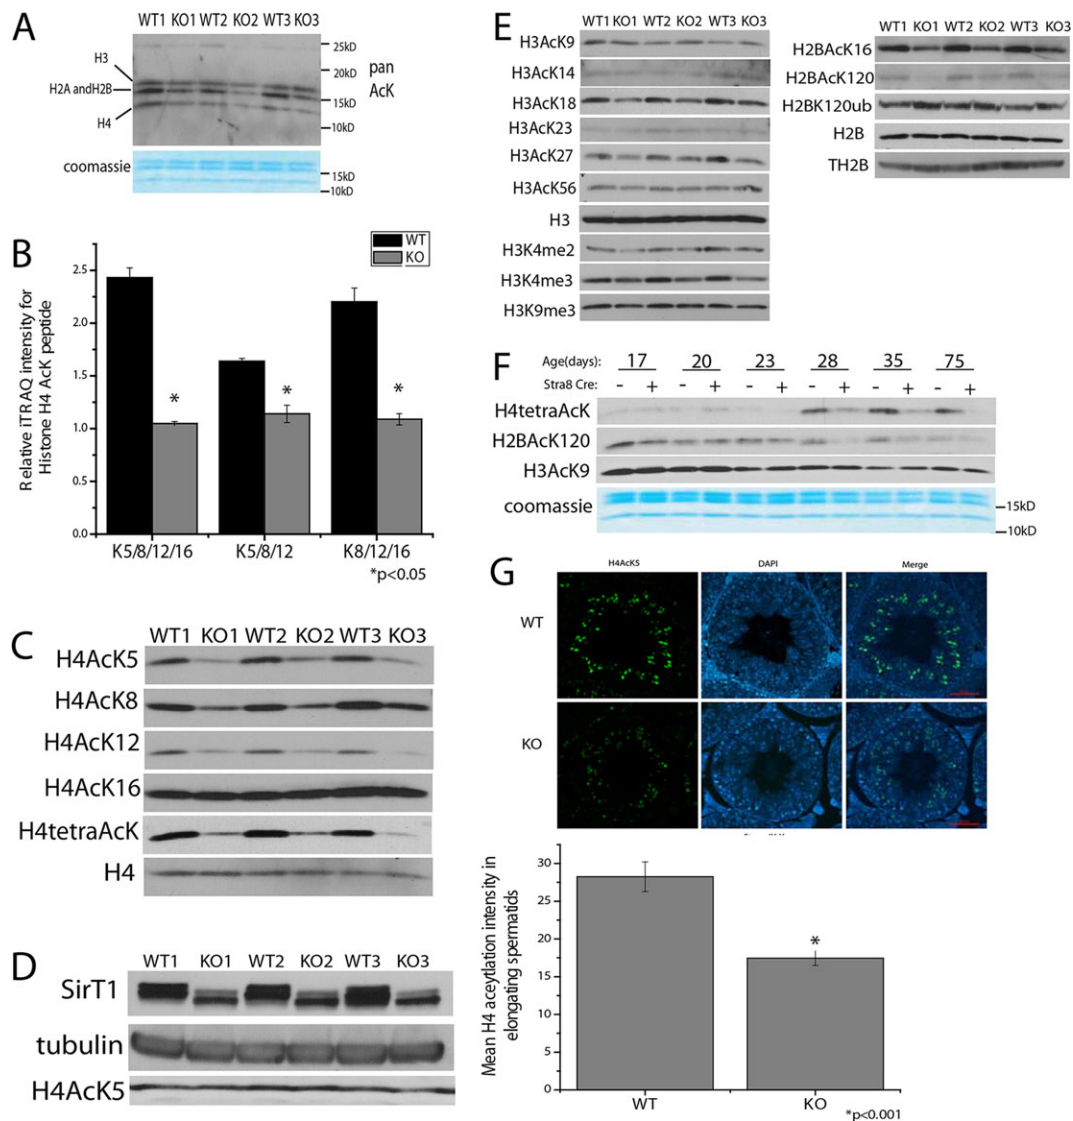 A
WT1 KO1 WT2 KO2 WT3 KO3
25kD
H3
20kD
pan
AcK
H2A andH2B
15kD
H4
10kD
coomassie
15kD
10kD
B
WT
KO
Relative iTRAQ intensity for
Histone H4 AcK peptide
2.5
2.0
1.5
1.0
0.5
0.0
*
*
*
K5/8/12/16 K5/8/12 K8/12/16
*p<0.05
C
WT1 KO1 WT2 KO2 WT3 KO3
H4AcK5
H4AcK8
H4AcK12
H4AcK16
H4tetraAcK
H4
D
WT1 KO1 WT2 KO2 WT3 KO3
SirT1
tubulin
H4AcK5
E
WT1 KO1 WT2 KO2 WT3 KO3
H3AcK9
H3AcK14
H3AcK18
H3AcK23
H3AcK27
H3AcK56
H3
H3K4me2
H3K4me3
H3K9me3
WT1 KO1 WT2 KO2 WT3 KO3
H2BAcK16
H2BAcK120
H2BK120ub
H2B
TH2B
F
Age(days): 17 20 23 28 35 75
Stra8 Cre: - + - + - + - + - + - +
H4tetraAcK
H2BAcK120
H3AcK9
coomassie
15kD
10kD
G
H4AcK5 DAPI Merge
WT
KO
Mean H4 aceytlation intensity in
elongating spermatids
30
25
20
15
10
5
0
*
WT KO
*p<0.001